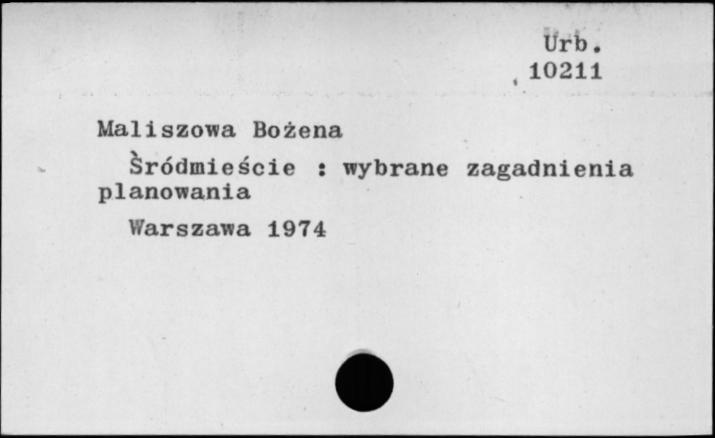 Urb.
10211
Maliszowa Bożena
Śródmieście : wybrane zagadnienia
planowania
Warszawa 1974